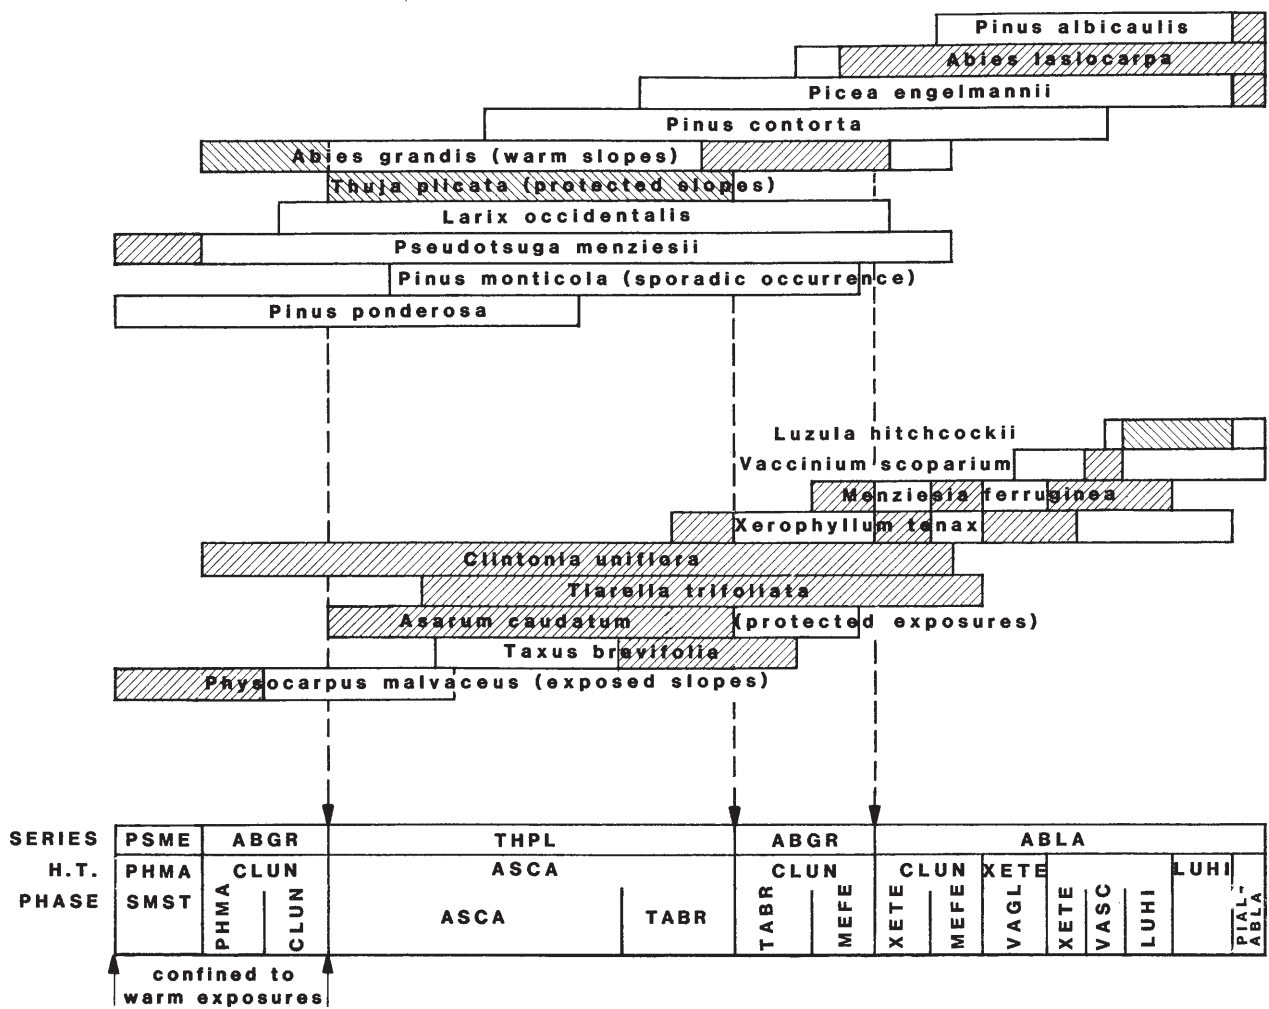 Pinus albicaulis
Abies lasiocarpa
Picea engelmannii
Pinus contorta
Abies grandis (warm slopes)
Thuja plicata (protected slopes)
Larix occidentalis
Pseudotsuga menziesii
Pinus monticola (sporadic occurrence)
Pinus ponderosa
Luzula hitchcockii
Vaccinium scoparium
Menziesia ferruginea
Xerophyllum tenax
Clintonia uniflora
Tiarella trifoliata
Asarum caudatum (protected exposures)
Taxus brevifolia
Physocarpus malvaceus (exposed slopes)
SERIES PSME ABGR THPL ABGR ABLA
H.T. PHMA CLUN ASCA CLUN CLUN XETE LUHI
PHASE SMST PHMA CLUN ASCA TABR TABR MEFE XETE MEFE VAGL XETE VASC LUHI PIAL-
ABLA
confined to
warm exposures